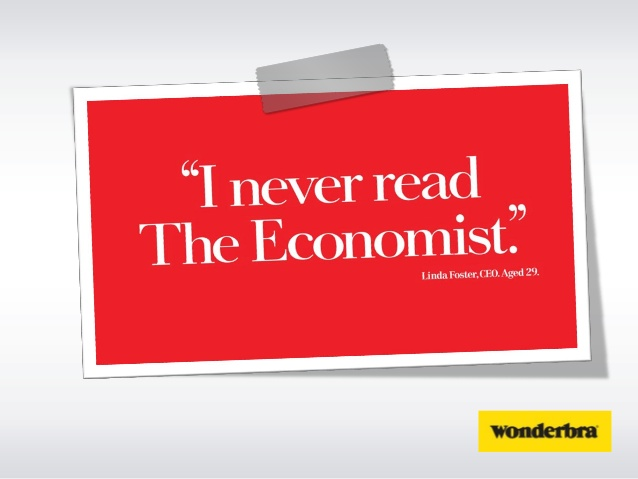 “I never read
The Economist.”
Linda Foster, CEO. Aged 29.
wonderbra